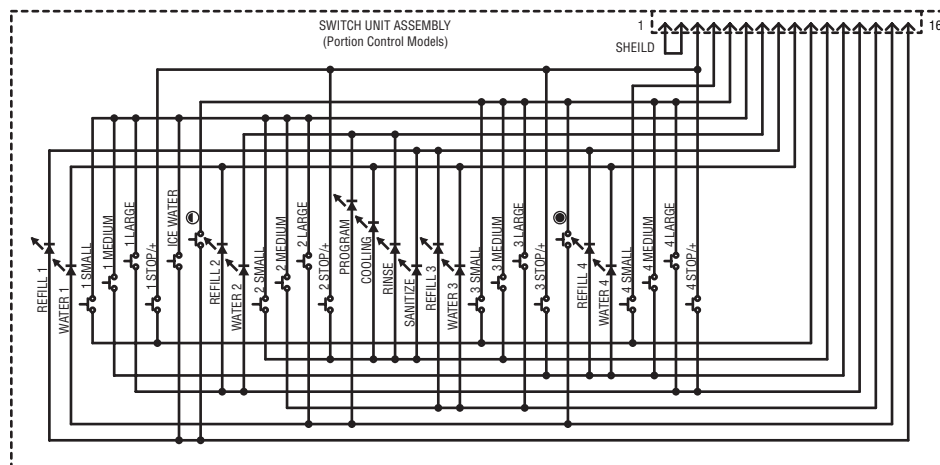 SWITCH UNIT ASSEMBLY
(Portion Control Models)
1
16
SHEILD
REFILL 1
WATER 1
1 SMALL
1 MEDIUM
1 LARGE
1 STOP/+
ICE WATER
REFILL 2
WATER 2
2 SMALL
2 MEDIUM
2 LARGE
2 STOP/+
PROGRAM
COOLING
RINSE
SANITIZE
REFILL 3
WATER 3
3 SMALL
3 MEDIUM
3 LARGE
3 STOP/+
REFILL 4
WATER 4
4 SMALL
4 MEDIUM
4 LARGE
4 STOP/+